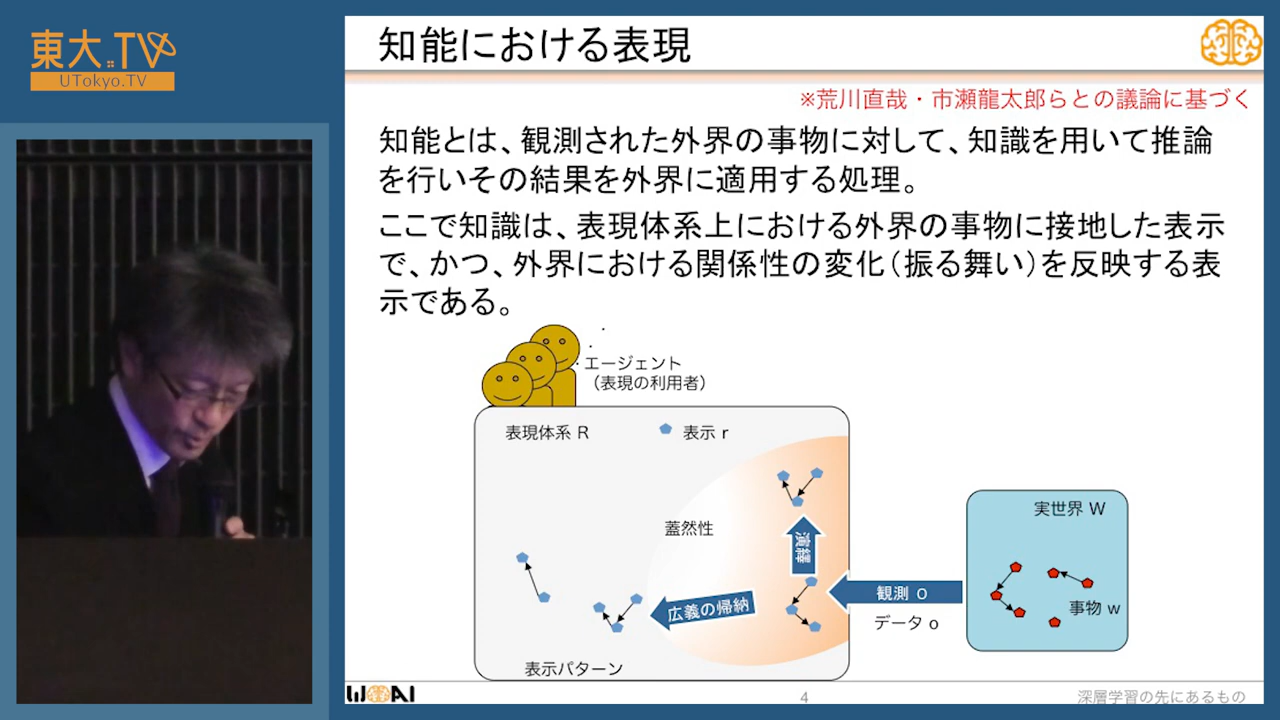 東大.TV
UTokyo.TV
知能における表現
※荒川直哉・市瀬龍太郎らとの議論に基づく
知能とは、観測された外界の事物に対して、知識を用いて推論
を行いその結果を外界に適用する処理。
ここで知識は、表現体系上における外界の事物に接地した表示
で、かつ、外界における関係性の変化（振る舞い）を反映する表
示である。
エージェント
（表現の利用者）
表現体系 R
表示 r
蓋然性
演繹
広義の帰納
表示パターン
観測 O
データ o
実世界 W
事物 w
WBAI
4
深層学習の先にあるもの